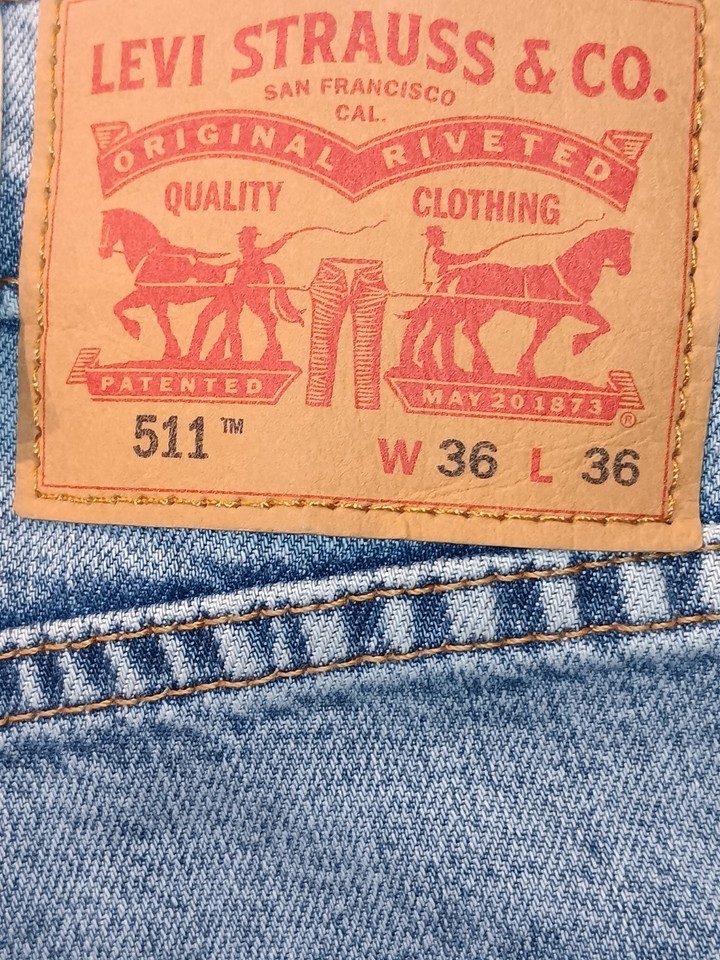 LEVI STRAUSS & CO.
SAN FRANCISCO
CAL.
ORIGINAL RIVETED
QUALITY CLOTHING
PATENTED MAY 20 1873 ®
511™ W 36 L 36